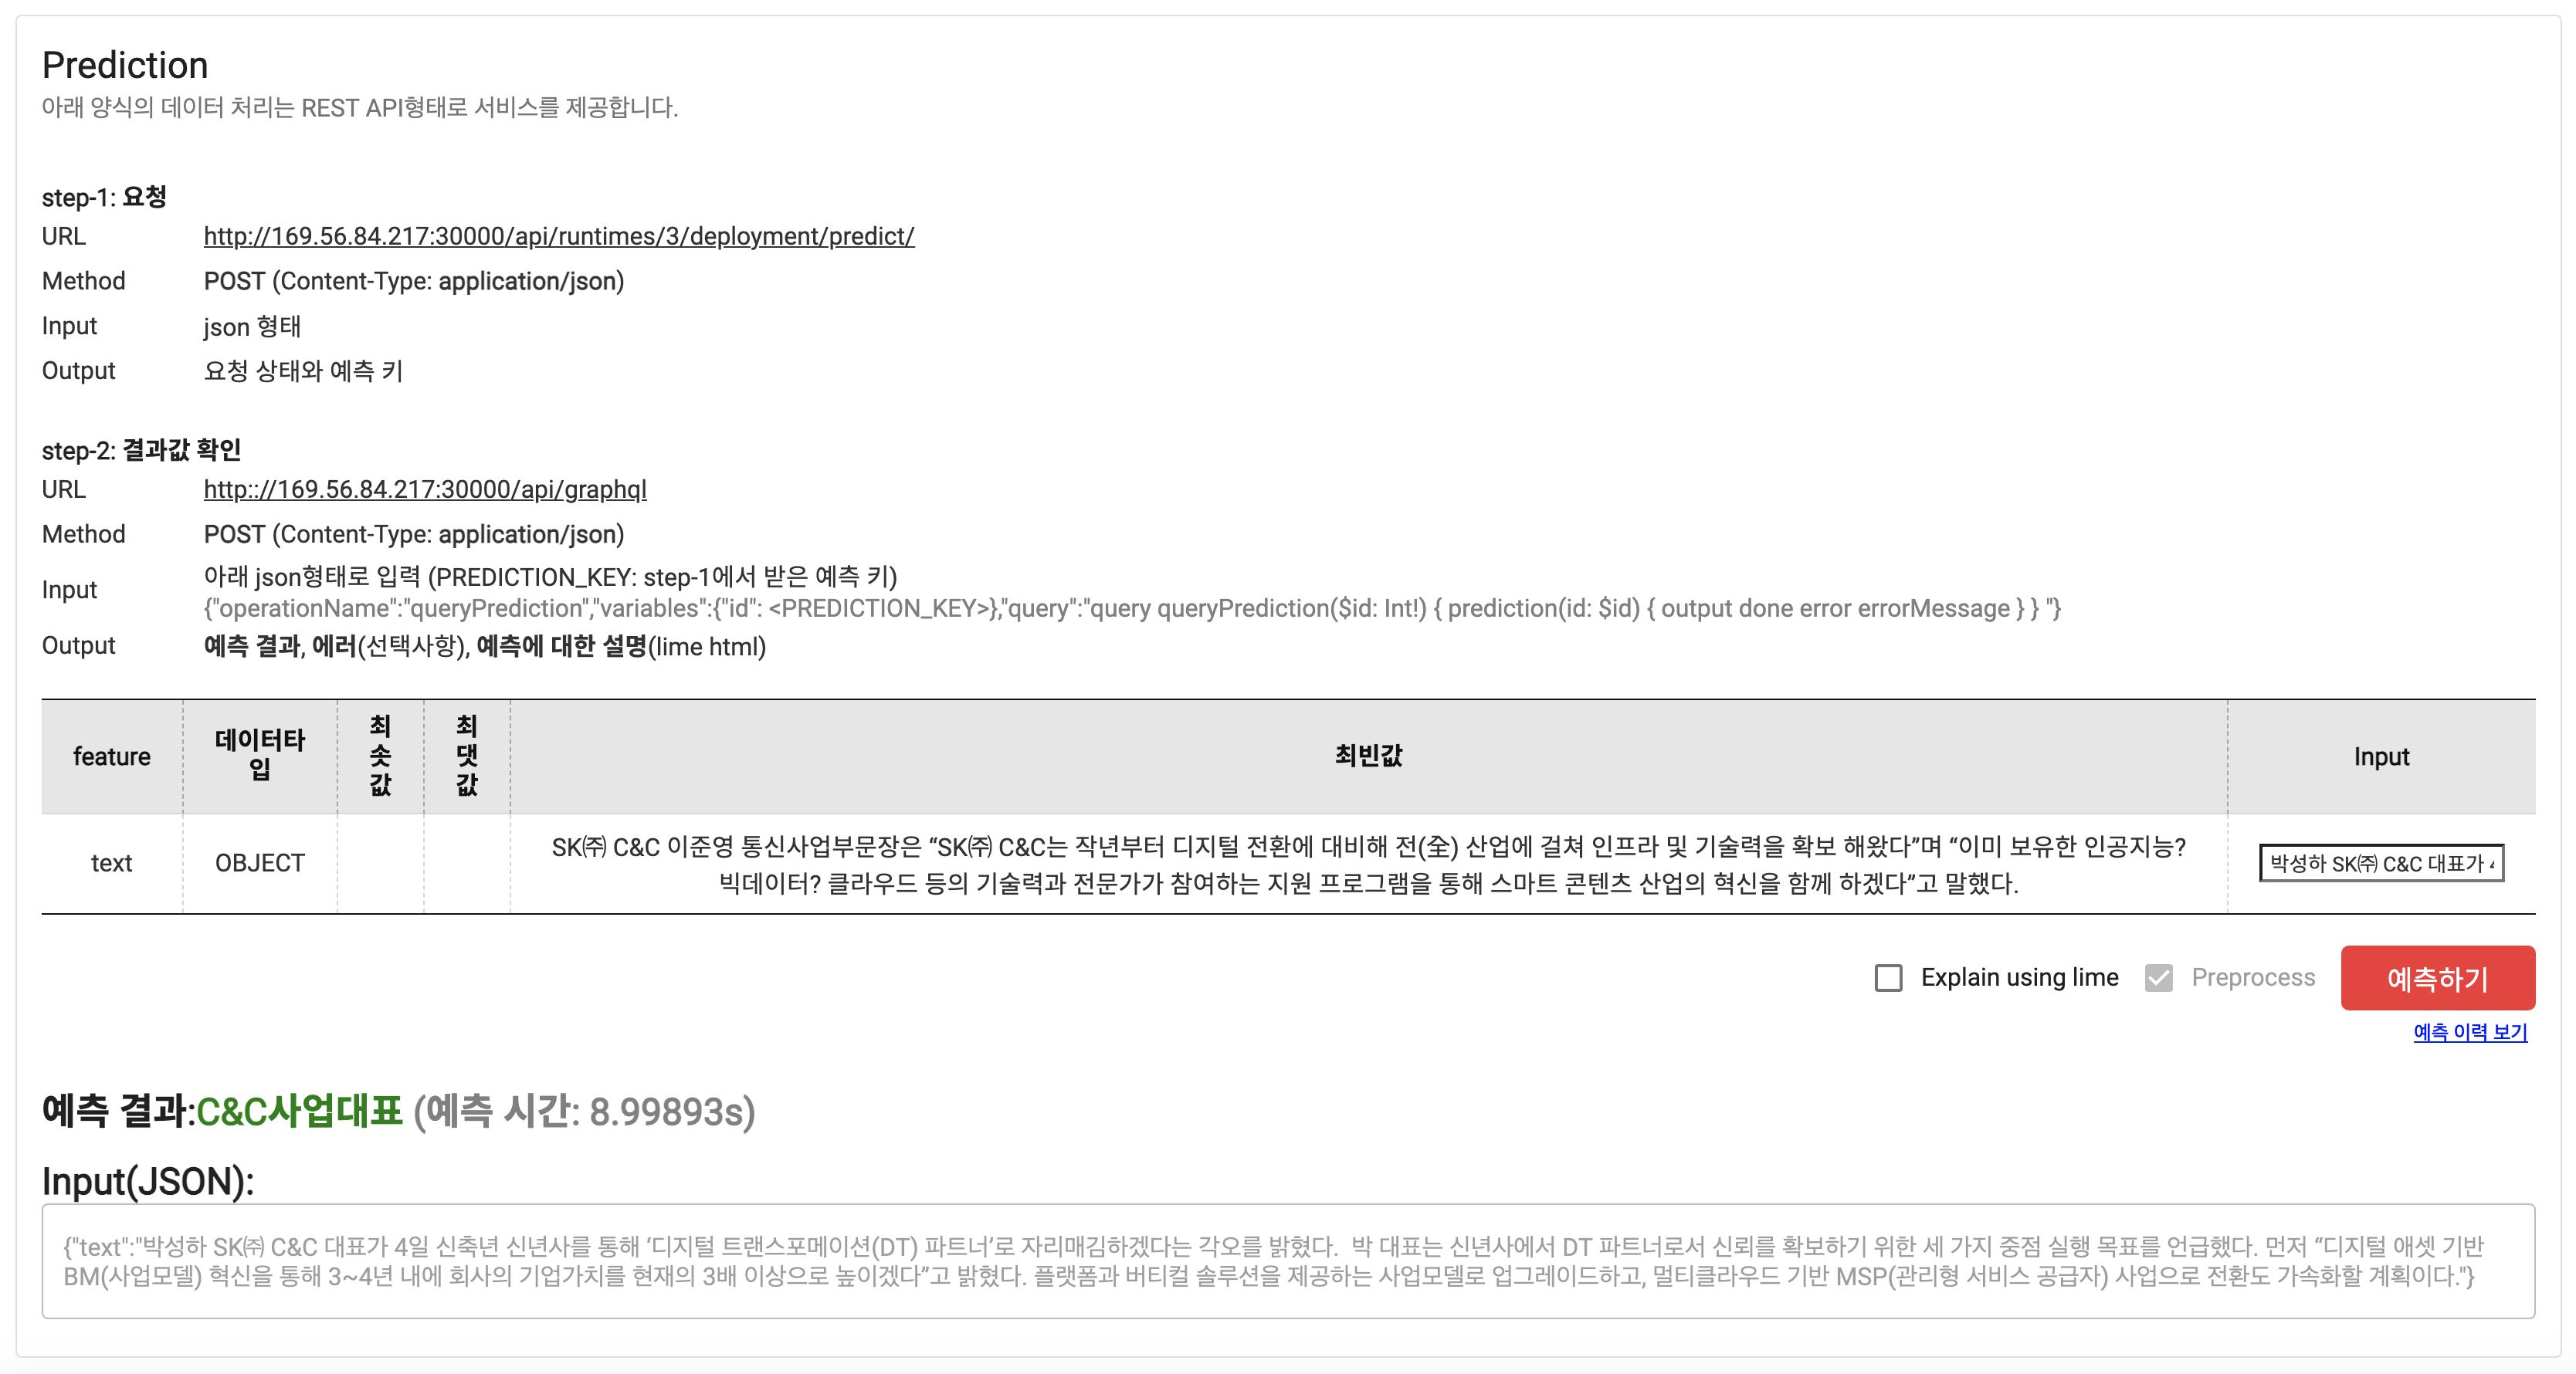 Prediction
아래 양식의 데이터 처리는 REST API형태로 서비스를 제공합니다.
step-1: 요청
URL http://169.56.84.217:30000/api/runtimes/3/deployment/predict/
Method POST (Content-Type: application/json)
Input json 형태
Output 요청 상태와 예측 키
step-2: 결과값 확인
URL http:://169.56.84.217:30000/api/graphql
Method POST (Content-Type: application/json)
Input 아래 json형태로 입력 (PREDICTION_KEY: step-1에서 받은 예측 키)
{"operationName":"queryPrediction","variables":{"id": <PREDICTION_KEY>},"query":"query queryPrediction($id: Int!) { prediction(id: $id) { output done error errorMessage } } "}
Output 예측 결과, 에러(선택사항), 예측에 대한 설명(lime html)
feature 데이터타입 최솟값 최댓값 최빈값 Input
text OBJECT SK㈜ C&C 이준영 통신사업부문장은 “SK㈜ C&C는 작년부터 디지털 전환에 대비해 전(全) 산업에 걸쳐 인프라 및 기술력을 확보 해왔다”며 “이미 보유한 인공지능?
빅데이터? 클라우드 등의 기술력과 전문가가 참여하는 지원 프로그램을 통해 스마트 콘텐츠 산업의 혁신을 함께 하겠다”고 말했다.
박성하 SK㈜ C&C 대표가
Explain using lime Preprocess 예측하기
예측 이력 보기
예측 결과:C&C사업대표 (예측 시간: 8.99893s)
Input(JSON):
{"text":"박성하 SK㈜ C&C 대표가 4일 신축년 신년사를 통해 ‘디지털 트랜스포메이션(DT) 파트너’로 자리매김하겠다는 각오를 밝혔다.  박 대표는 신년사에서 DT 파트너로서 신뢰를 확보하기 위한 세 가지 중점 실행 목표를 언급했다. 먼저 “디지털 애셋 기반
BM(사업모델) 혁신을 통해 3~4년 내에 회사의 기업가치를 현재의 3배 이상으로 높이겠다”고 밝혔다. 플랫폼과 버티컬 솔루션을 제공하는 사업모델로 업그레이드하고, 멀티클라우드 기반 MSP(관리형 서비스 공급자) 사업으로 전환도 가속화할 계획이다."}